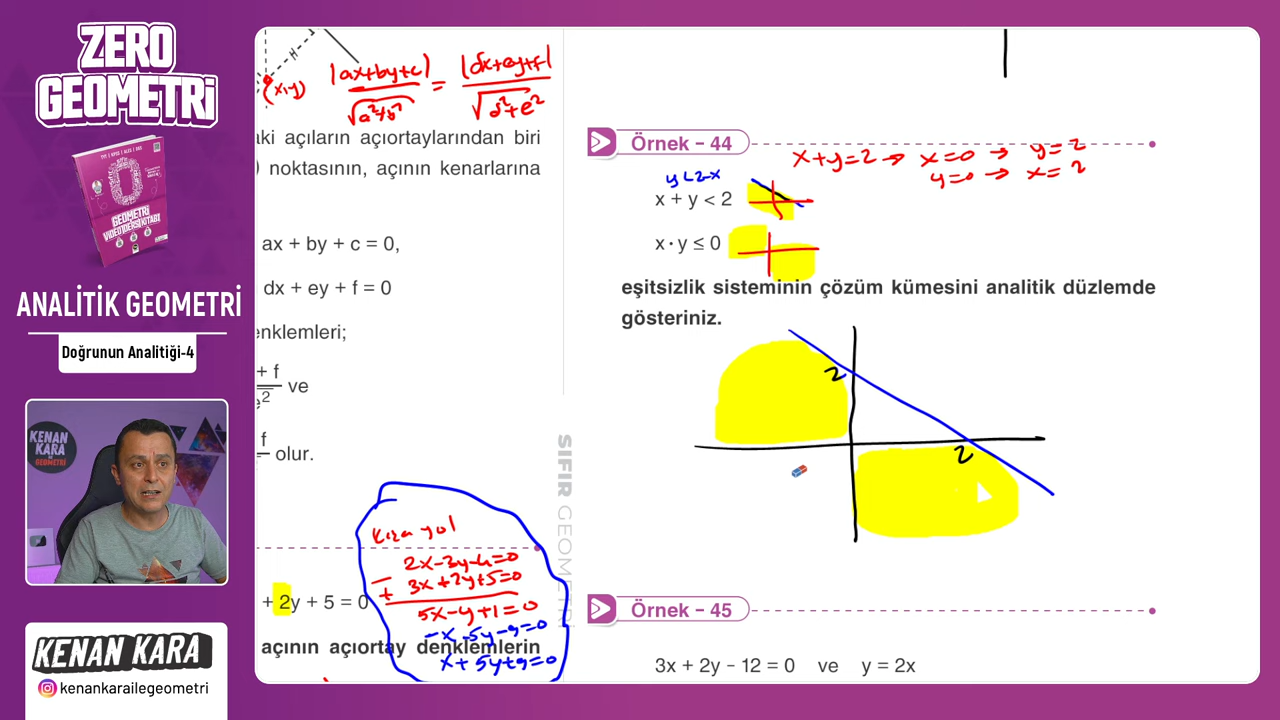 ZERO
GEOMETRİ
GEOMETRİ
VİDEO DERS KİTABI
ANALİTİK GEOMETRİ
Doğrunun Analitiği-4
KENAN
KARA
GEOMETRİ
KENAN KARA
kenankarailegeometri
H
(x,y)
|ax+by+c| / √a²+b² = |dx+ey+f| / √d²+e²
aki açıların açıortaylarından biri
) noktasının, açının kenarlarına
ax + by + c = 0,
dx + ey + f = 0
enklemleri;
+ f
e² ve
f
olur.
Kısa yol
2x-3y-4=0
3x+2y+5=0
5x-y+1=0
-x-5y-9=0
x+5y+9=0
+ 2y + 5 = 0
açının açıortay denklemlerin
SIFIR GEOMETRİ
Örnek – 44
x+y=2 → x=0 → y=2
y=0 → x=2
y<2-x
x + y < 2
x · y ≤ 0
eşitsizlik sisteminin çözüm kümesini analitik düzlemde
gösteriniz.
2
2
Örnek – 45
3x + 2y – 12 = 0 ve y = 2x